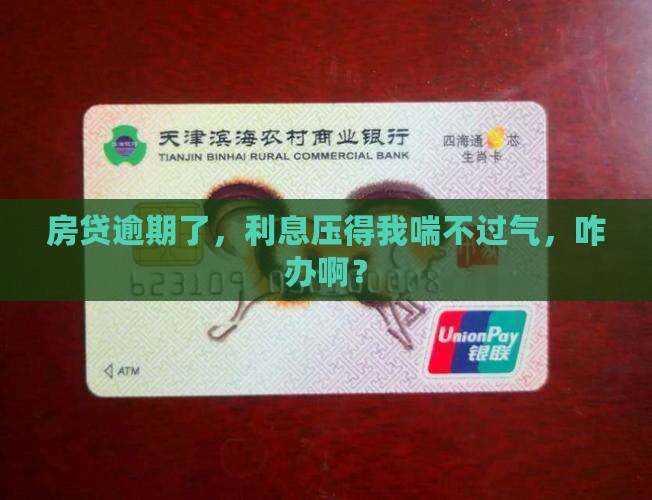 天津滨海农村商业银行
TIANJIN BINHAI RURAL COMMERCIAL BANK
四海通 芯
生肖卡
房贷逾期了，利息压得我喘不过气，咋
办啊？
UnionPay
银联
ATM